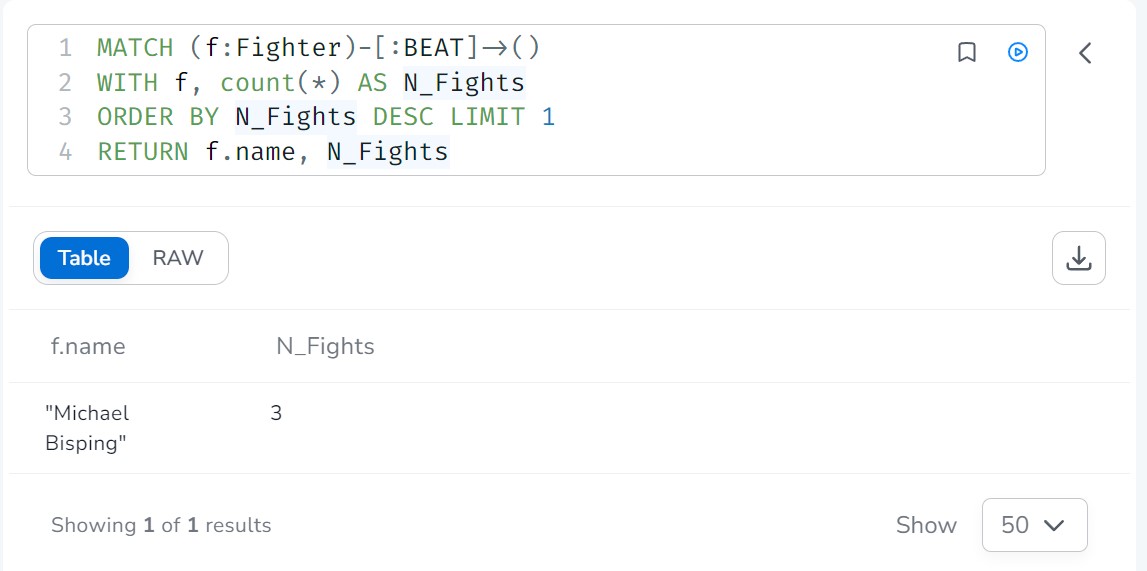 1 MATCH (f:Fighter)-[:BEAT]->()
2 WITH f, count(*) AS N_Fights
3 ORDER BY N_Fights DESC LIMIT 1
4 RETURN f.name, N_Fights
Table RAW
f.name N_Fights
"Michael 3
Bisping"
Showing 1 of 1 results Show 50